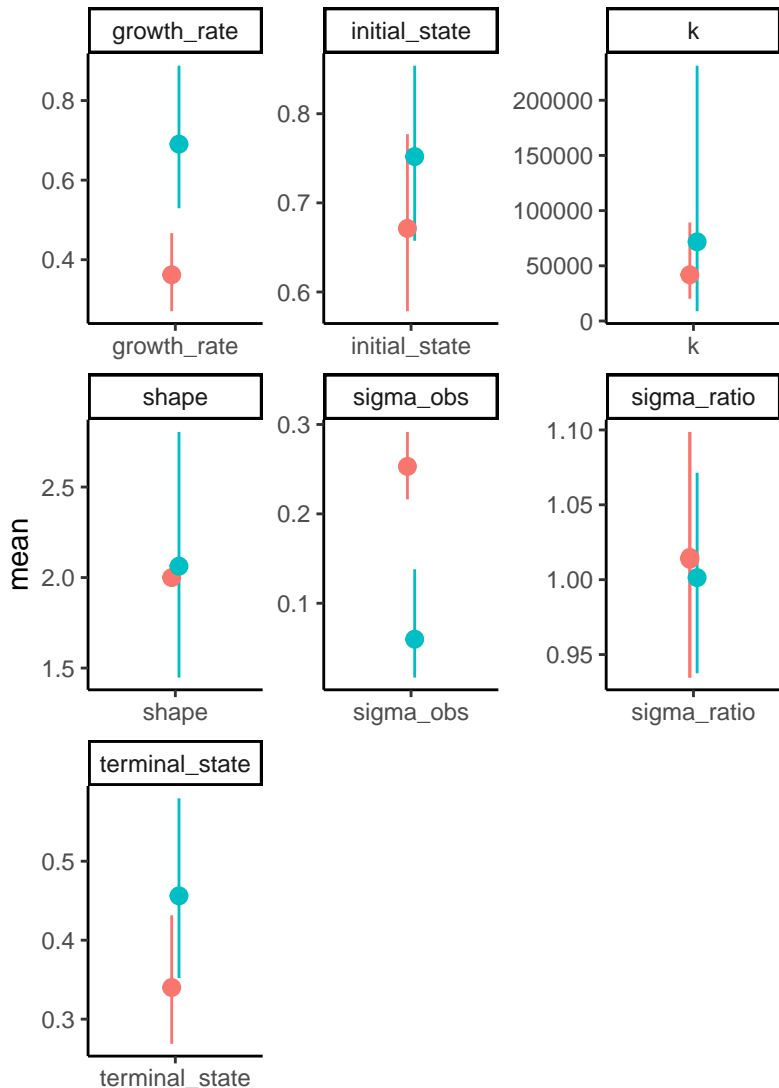 growth_rate
initial_state
k
0.8
0.6
0.4
0.8
0.7
0.6
200000
150000
100000
50000
0
growth_rate
initial_state
k
shape
sigma_obs
sigma_ratio
mean
2.5
2.0
1.5
0.3
0.2
0.1
1.10
1.05
1.00
0.95
shape
sigma_obs
sigma_ratio
terminal_state
0.5
0.4
0.3
terminal_state